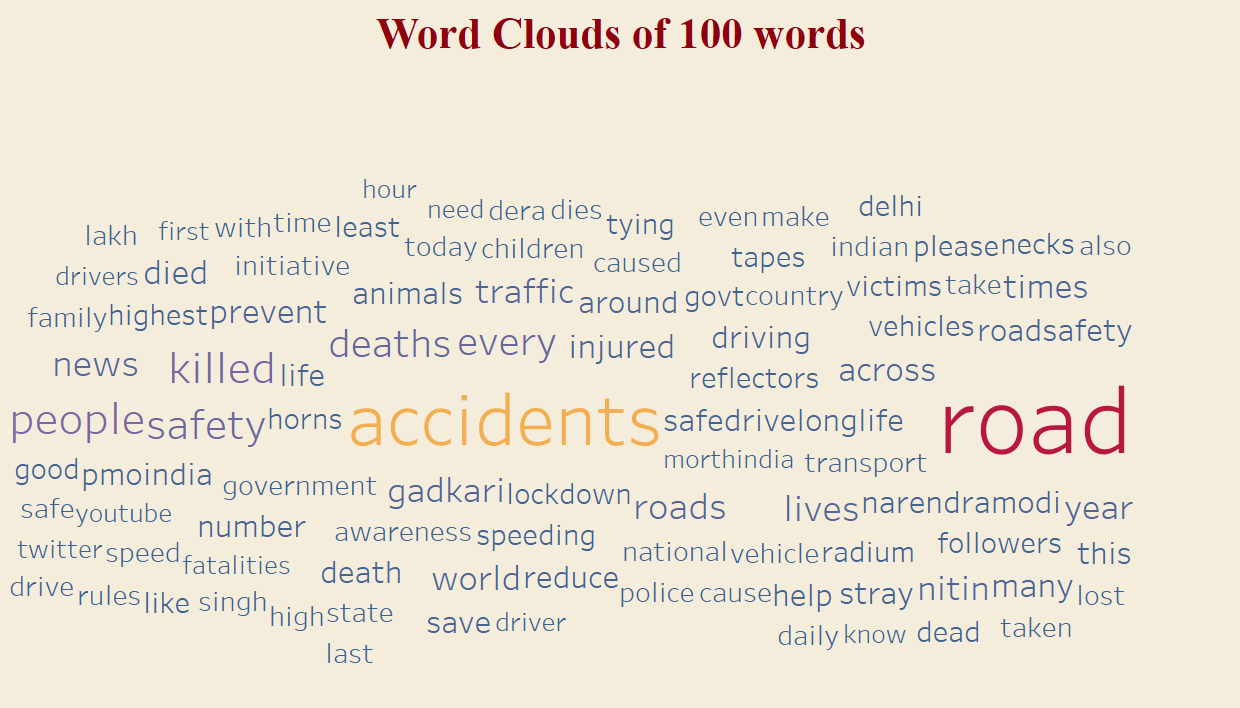 Word Clouds of 100 words
hour
need dera dies
delhi
lakh first with time least tying even make
today children caused tapes indian please necks also
drivers died initiative
animals traffic around govt country victims take times
family highest prevent
deaths every injured driving vehicles roadsafety
news killed life reflectors across
people safety horns accidents safedrivelonglife road
morthindia transport
good pmoindia government gadkari lockdown
roads lives narendramodi year
safe youtube number awareness speeding
twitter speed fatalities national vehicle radium followers this
drive rules like singh death world reduce police cause help stray nitin many lost
high state save driver daily know dead taken
last